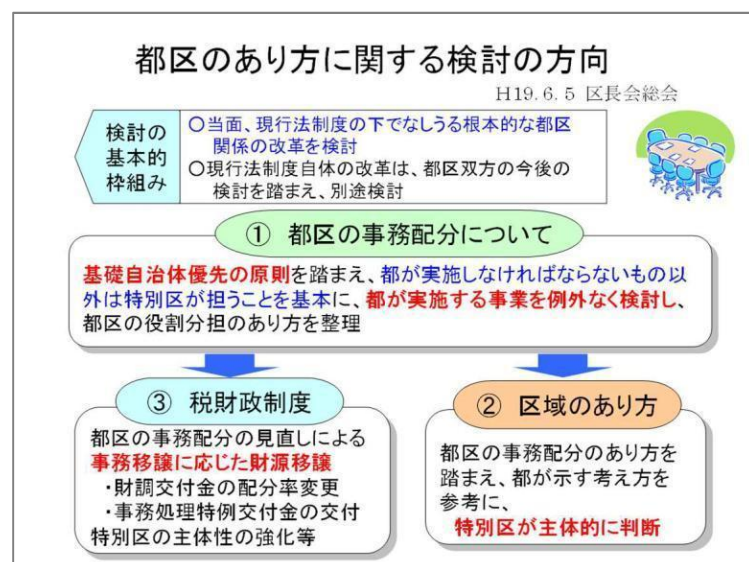 都区のあり方に関する検討の方向
H19.6.5 区長会総会
検討の
基本的
枠組み
○当面、現行法制度の下でなしうる根本的な都区
関係の改革を検討
○現行法制度自体の改革は、都区双方の今後の
検討を踏まえ、別途検討
① 都区の事務配分について
基礎自治体優先の原則を踏まえ、都が実施しなければならないもの以
外は特別区が担うことを基本に、都が実施する事業を例外なく検討し、
都区の役割分担のあり方を整理
③ 税財政制度
都区の事務配分の見直しによる
事務移譲に応じた財源移譲
・財調交付金の配分率変更
・事務処理特例交付金の交付
特別区の主体性の強化等
② 区域のあり方
都区の事務配分のあり方を
踏まえ、都が示す考え方を
参考に、
特別区が主体的に判断